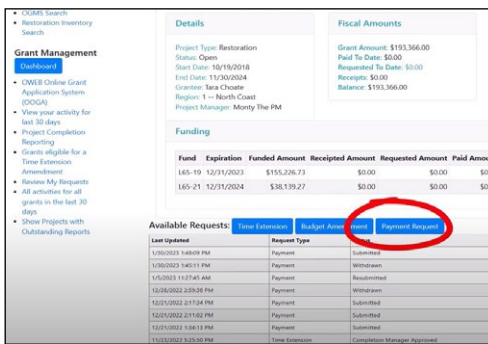 OGMS Search
Restoration Inventory
Search
Grant Management
Dashboard
OWEB Online Grant
Application System
(OOGA)
View your activity for
last 30 days
Project Completion
Reporting
Grants eligible for a
Time Extension
Amendment
Review My Requests
All activities for all
grants in the last 30
days
Show Projects with
Outstanding Reports
Details
Project Type: Restoration
Status: Open
Start Date: 10/19/2018
End Date: 11/30/2024
Grantee: Tara Choate
Region: 1 -- North Coast
Project Manager: Monty The PM
Fiscal Amounts
Grant Amount: $193,366.00
Paid To Date: $0.00
Requested To Date: $0.00
Receipts: $0.00
Balance: $193,366.00
Funding
Fund Expiration Funded Amount Receipted Amount Requested Amount Paid Amou
L65-19 12/31/2023 $155,226.73 $0.00 $0.00 $0
L65-21 12/31/2024 $38,139.27 $0.00 $0.00 $0
Available Requests: Time Extension Budget Amendment Payment Request
Last Updated Request Type Status
1/30/2023 1:48:09 PM Payment Submitted
1/30/2023 1:45:11 PM Payment Withdrawn
1/5/2023 11:27:45 AM Payment Resubmitted
12/28/2022 2:59:36 PM Payment Withdrawn
12/21/2022 2:17:34 PM Payment Submitted
12/21/2022 2:11:02 PM Payment Submitted
12/21/2022 1:34:13 PM Payment Submitted
11/23/2022 3:25:50 PM Time Extension Completion Manager Approved